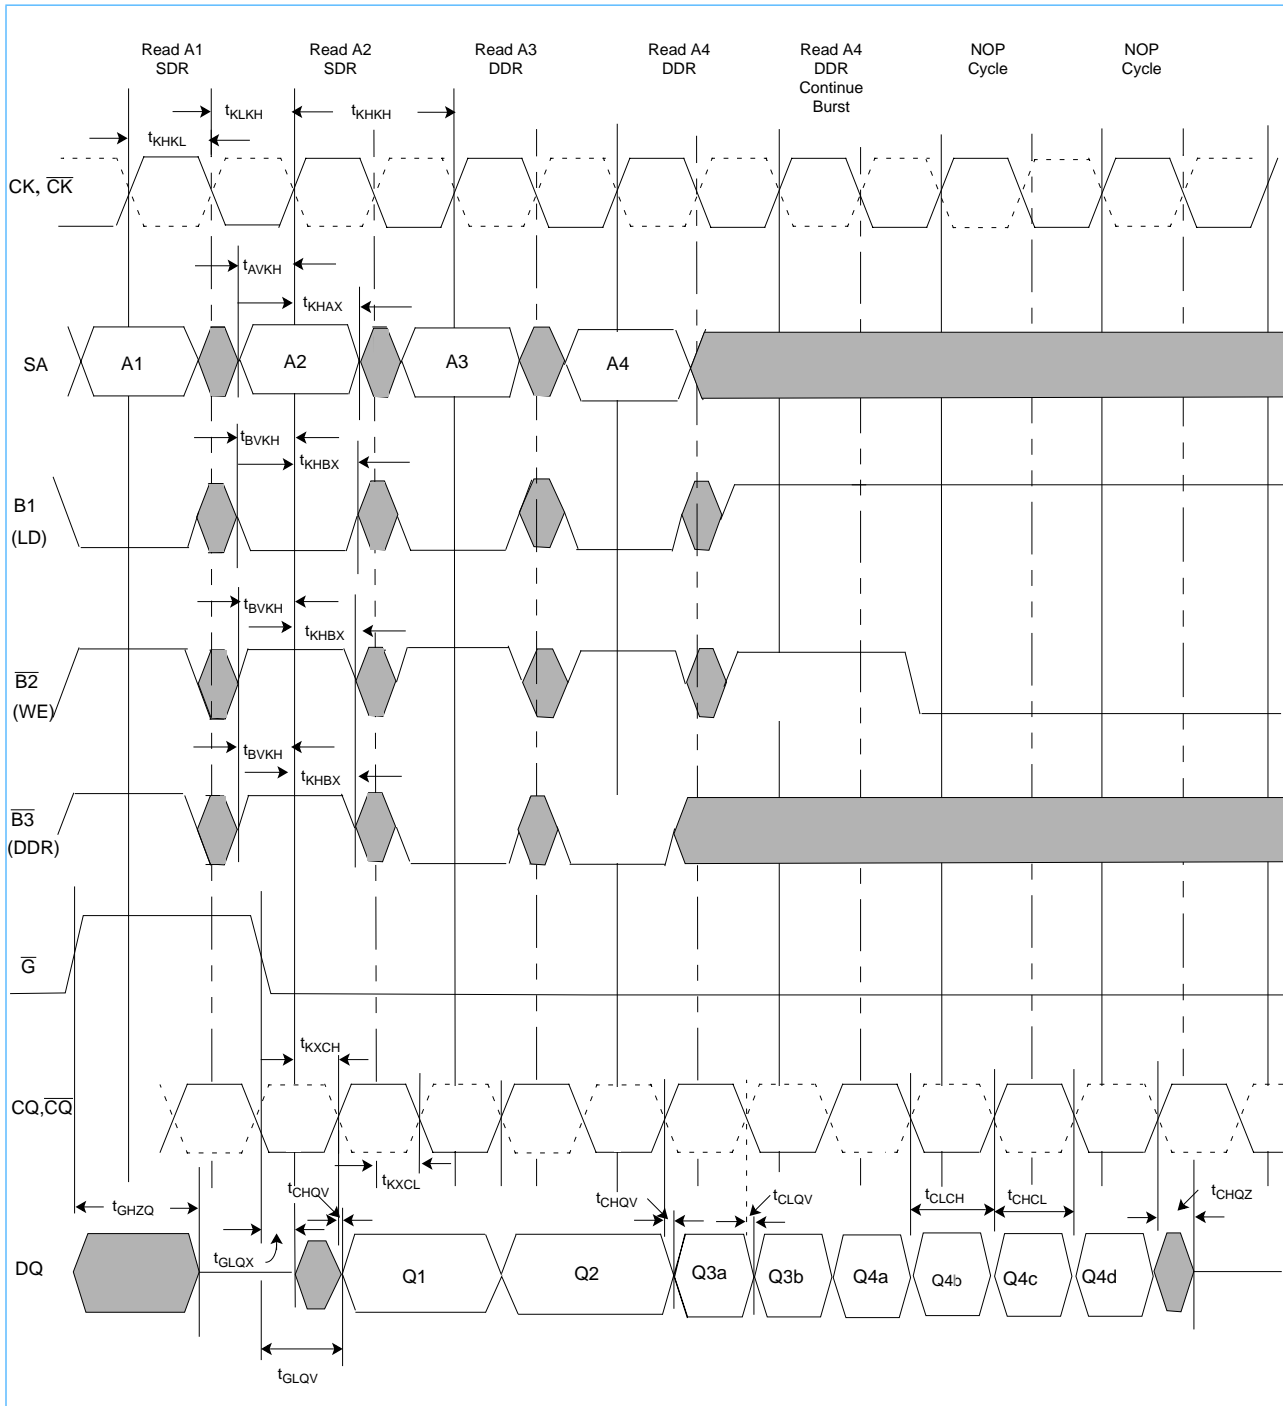 Read A1 SDR
Read A2 SDR
Read A3 DDR
Read A4 DDR
Read A4 DDR Continue Burst
NOP Cycle
NOP Cycle
tKLKH
tKHKH
tKHKL
CK, CK
tAVKH
tKHAX
SA
A1
A2
A3
A4
tBVKH
tKHBX
B1
(LD)
tBVKH
tKHBX
B2
(WE)
tBVKH
tKHBX
B3
(DDR)
G
tKXCH
CQ,CQ
tKXCL
tCHQV
tCHQV
tCLQV
tCLCH
tCHCL
tCHQZ
tGHZQ
tGLQX
DQ
Q1
Q2
Q3a
Q3b
Q4a
Q4b
Q4c
Q4d
tGLQV